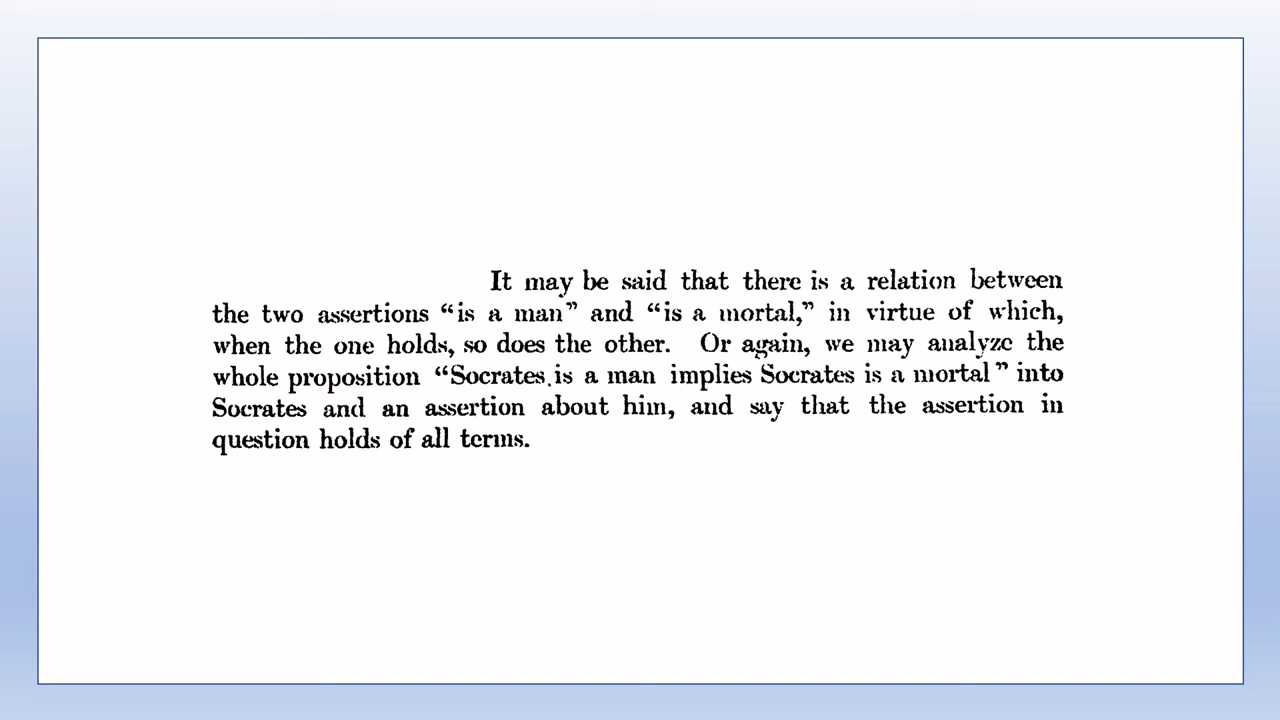 It may be said that there is a relation between
the two assertions “is a man” and “is a mortal,” in virtue of which,
when the one holds, so does the other. Or again, we may analyze the
whole proposition “Socrates is a man implies Socrates is a mortal” into
Socrates and an assertion about him, and say that the assertion in
question holds of all terms.